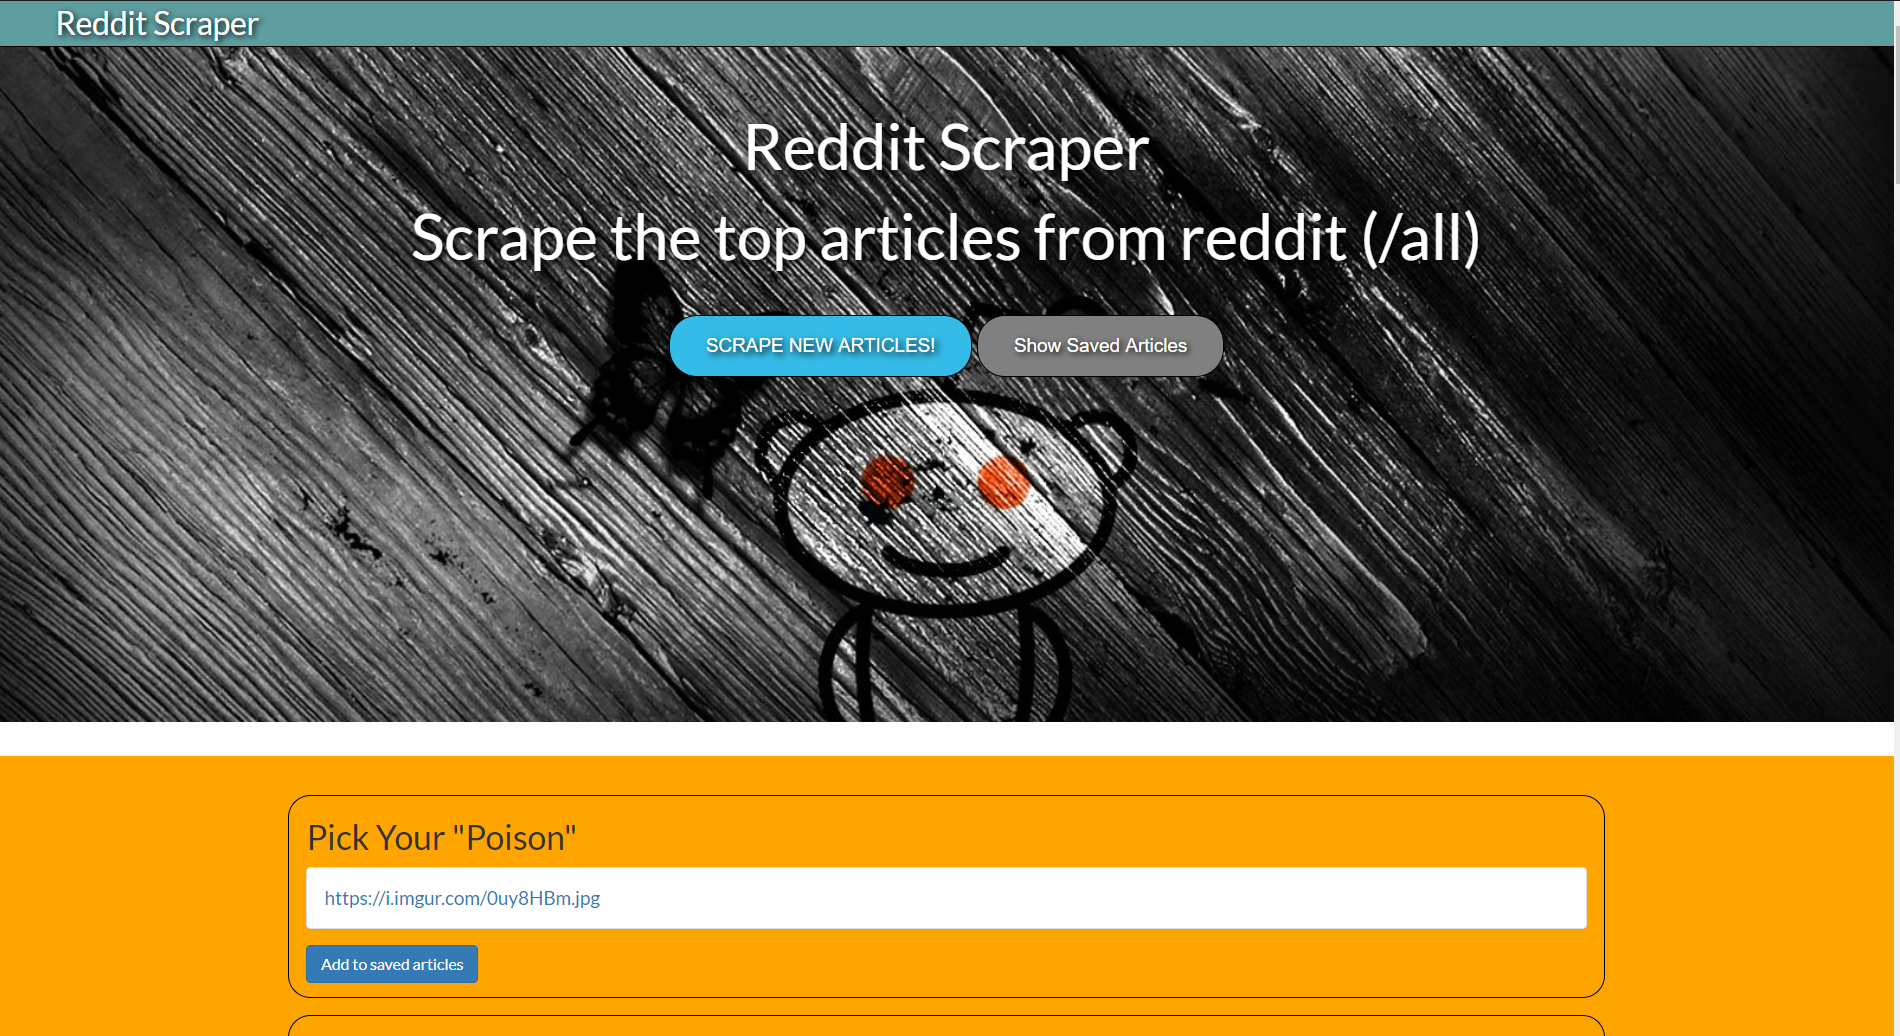 Reddit Scraper
Reddit Scraper
Scrape the top articles from reddit (/all)
SCRAPE NEW ARTICLES!
Show Saved Articles
Pick Your "Poison"
https://i.imgur.com/0uy8HBm.jpg
Add to saved articles